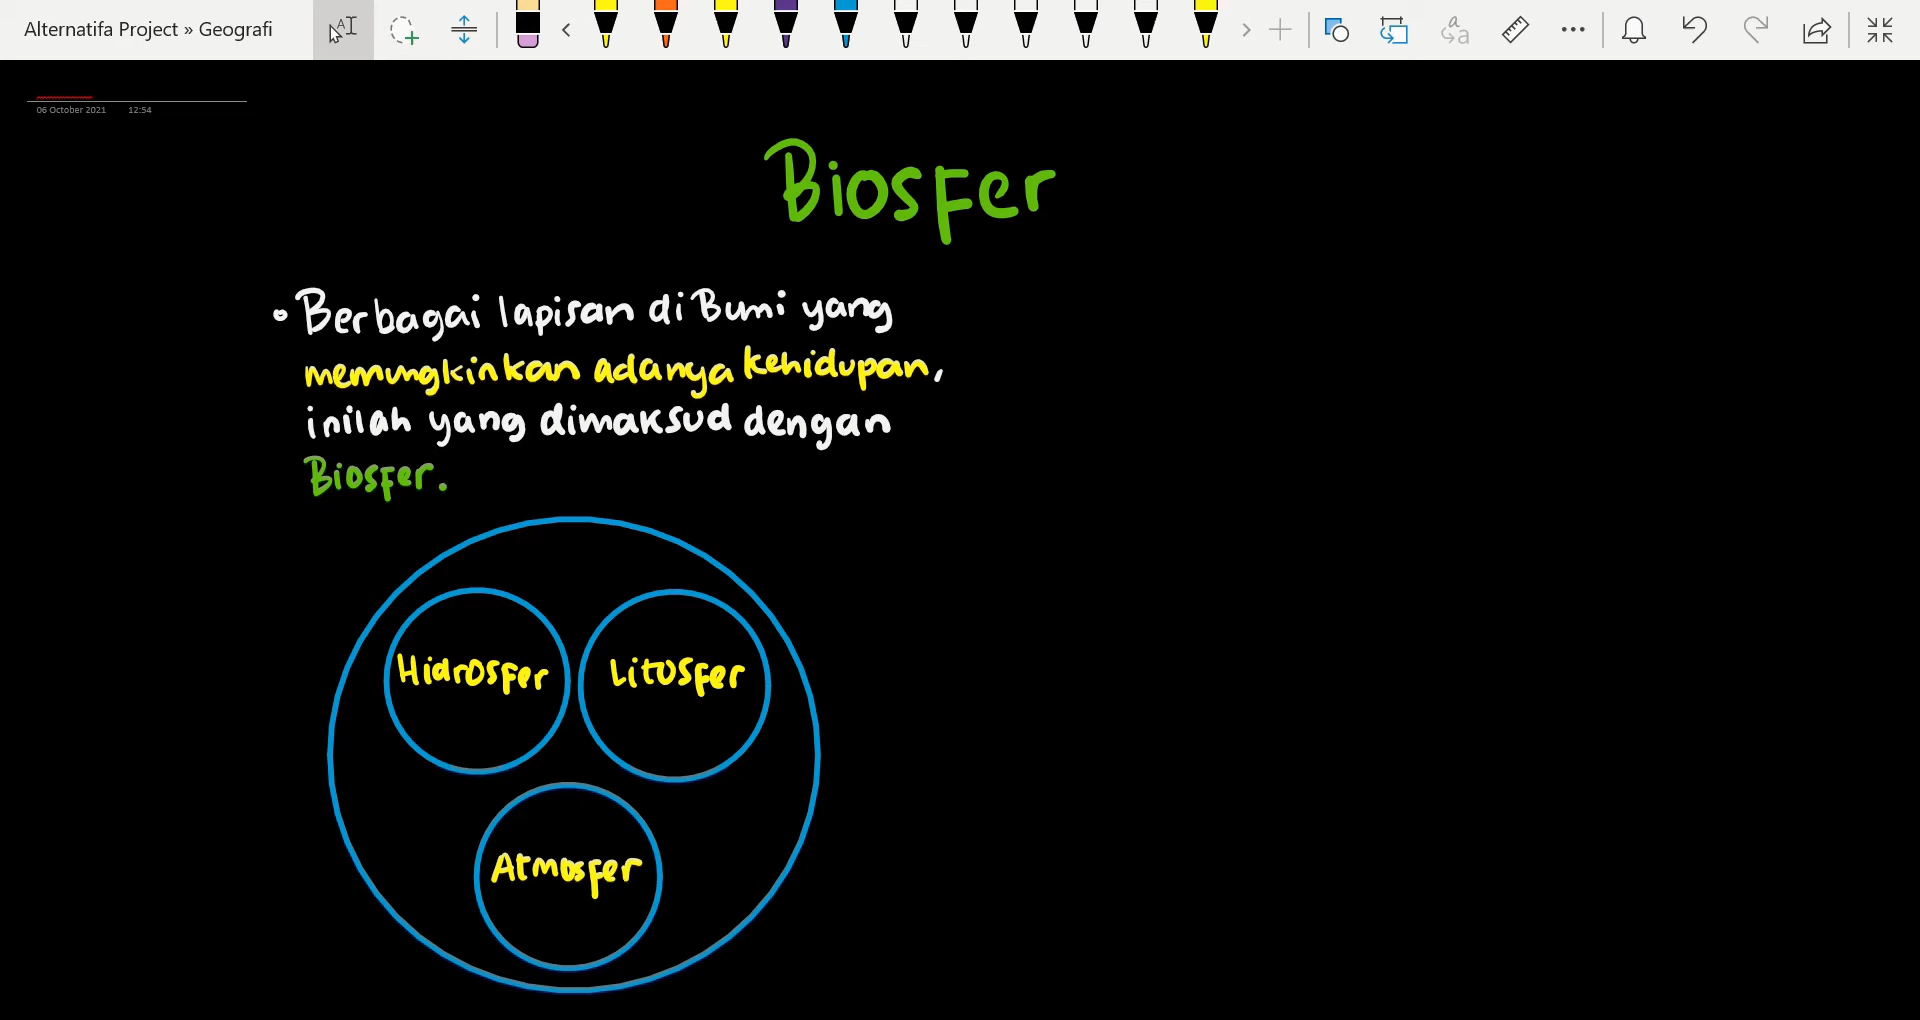 Alternatifa Project » Geografi
06 October 2021 12:54
Biosfer
• Berbagai lapisan di Bumi yang
memungkinkan adanya kehidupan,
inilah yang dimaksud dengan
Biosfer.
Hidrosfer Litosfer
Atmosfer